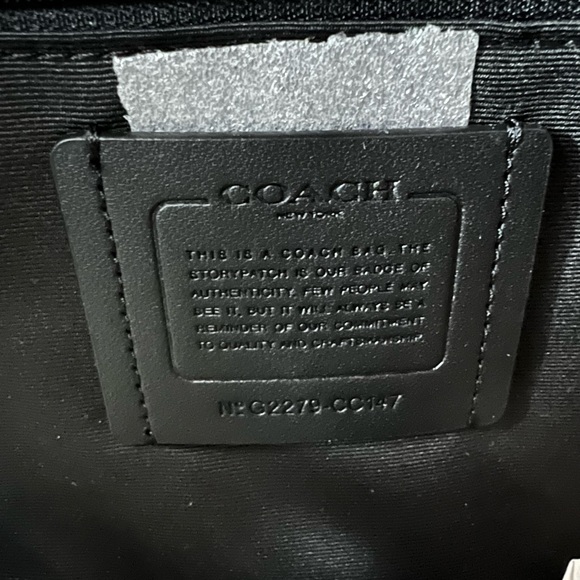 COACH
NEW YORK
THIS IS A COACH BAG. THE
STORYPATCH IS OUR BADGE OF
AUTHENTICITY. FEW PEOPLE MAY
SEE IT, BUT IT WILL ALWAYS BE A
REMINDER OF OUR COMMITMENT
TO QUALITY AND CRAFTSMANSHIP.
Nº G2279-CC147